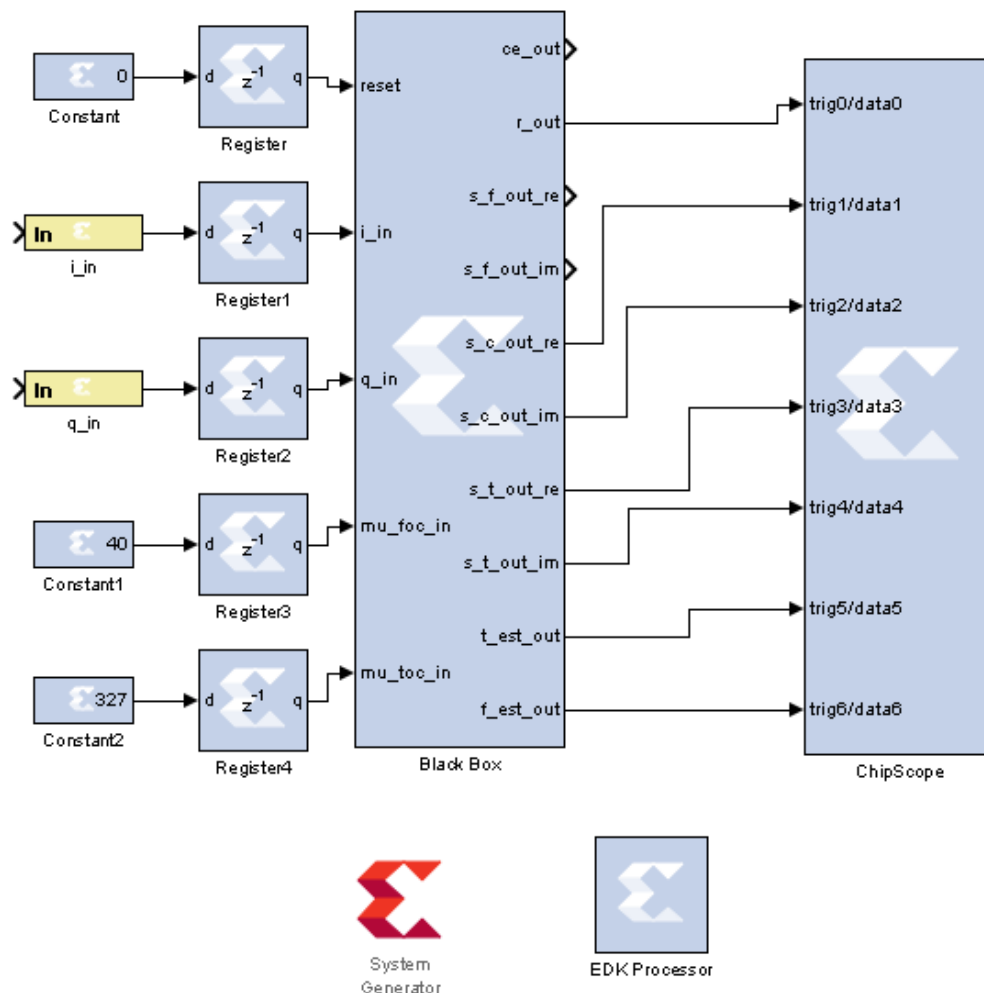 0
Constant
d z⁻¹ q
Register
In
i_in
d z⁻¹ q
Register1
In
q_in
d z⁻¹ q
Register2
40
Constant1
d z⁻¹ q
Register3
327
Constant2
d z⁻¹ q
Register4
reset
i_in
q_in
mu_foc_in
mu_toc_in
ce_out
r_out
s_f_out_re
s_f_out_im
s_c_out_re
s_c_out_im
s_t_out_re
s_t_out_im
t_est_out
f_est_out
Black Box
trig0/data0
trig1/data1
trig2/data2
trig3/data3
trig4/data4
trig5/data5
trig6/data6
ChipScope
System
Generator
EDK Processor